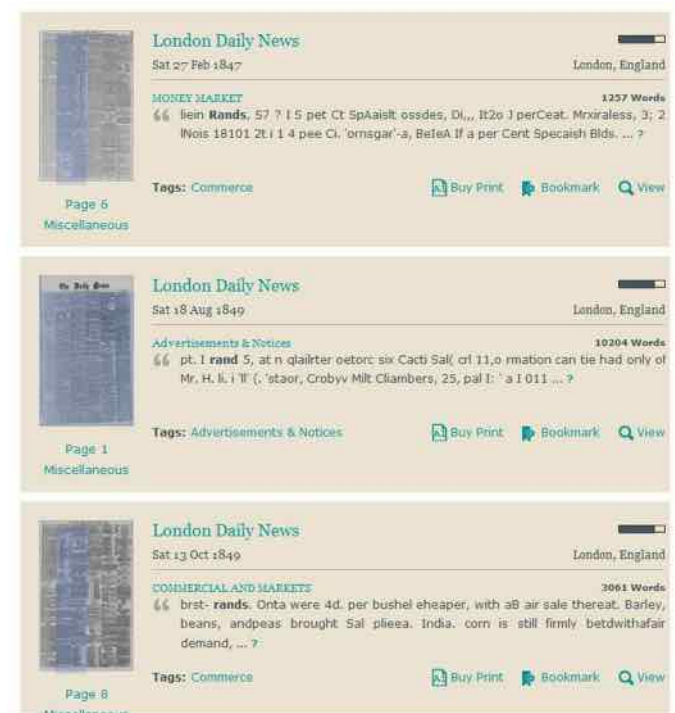 London Daily News
Sat 27 Feb 1847
London, England
MONEY MARKET
1257 Words
liein Rands, 57 ? I 5 pet Ct SpAaislt ossdes, Di,,, It2o J perCeat. Mrxiraless, 3; 2
lNois 18101 2t i 1 4 pee Ci. 'ornsgar'-a, BeIeA If a per Cent Specaish Blds. ... ?
Tags: Commerce
Buy Print
Bookmark
View
Page 6
Miscellaneous
The Daily News
London Daily News
Sat 18 Aug 1849
London, England
Advertisements & Notices
10204 Words
pt. I rand 5, at n qlailrter oetorc six Cacti Sal( crl 11,o rmation can tie had only of
Mr. H. li. i 'll' (. 'staor, Crobyv Milt Cliambers, 25, pal I: ' a I 011 ... ?
Tags: Advertisements & Notices
Buy Print
Bookmark
View
Page 1
Miscellaneous
London Daily News
Sat 13 Oct 1849
London, England
COMMERCIAL AND MARKETS
3061 Words
brst- rands. Onta were 4d. per bushel eheaper, with aB air sale thereat. Barley,
beans, andpeas brought Sal plieea. India. corn is still firmly betdwithafair
demand, ... ?
Tags: Commerce
Buy Print
Bookmark
View
Page 8